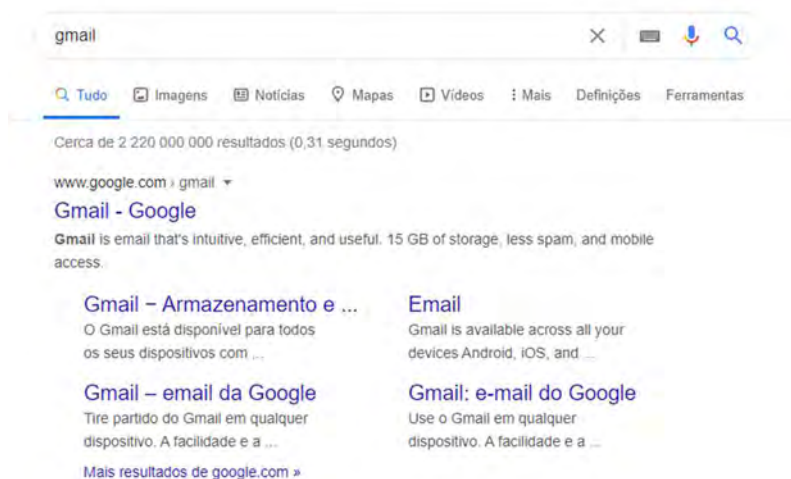 gmail
Tudo Imagens Notícias Mapas Vídeos Mais Definições Ferramentas
Cerca de 2 220 000 000 resultados (0,31 segundos)
www.google.com › gmail
Gmail - Google
Gmail is email that's intuitive, efficient, and useful. 15 GB of storage, less spam, and mobile
access.
Gmail – Armazenamento e ...
O Gmail está disponível para todos
os seus dispositivos com ...
Email
Gmail is available across all your
devices Android, iOS, and ...
Gmail – email da Google
Tire partido do Gmail em qualquer
dispositivo. A facilidade e a ...
Gmail: e-mail do Google
Use o Gmail em qualquer
dispositivo. A facilidade e a ...
Mais resultados de google.com »